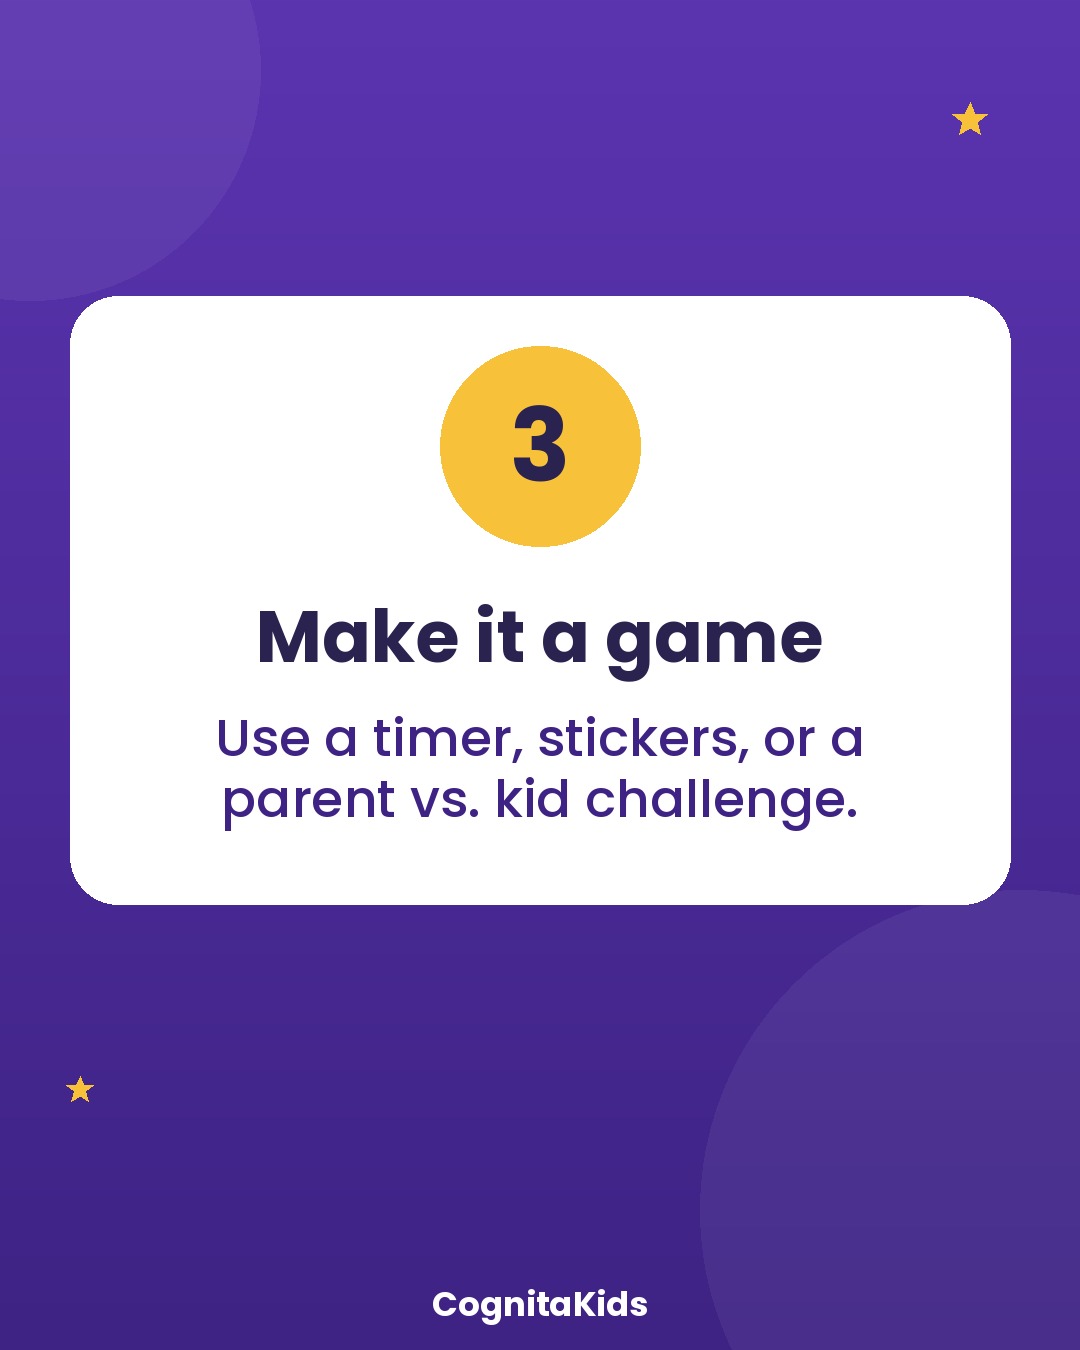 3
Make it a game
Use a timer, stickers, or a
parent vs. kid challenge.
CognitaKids